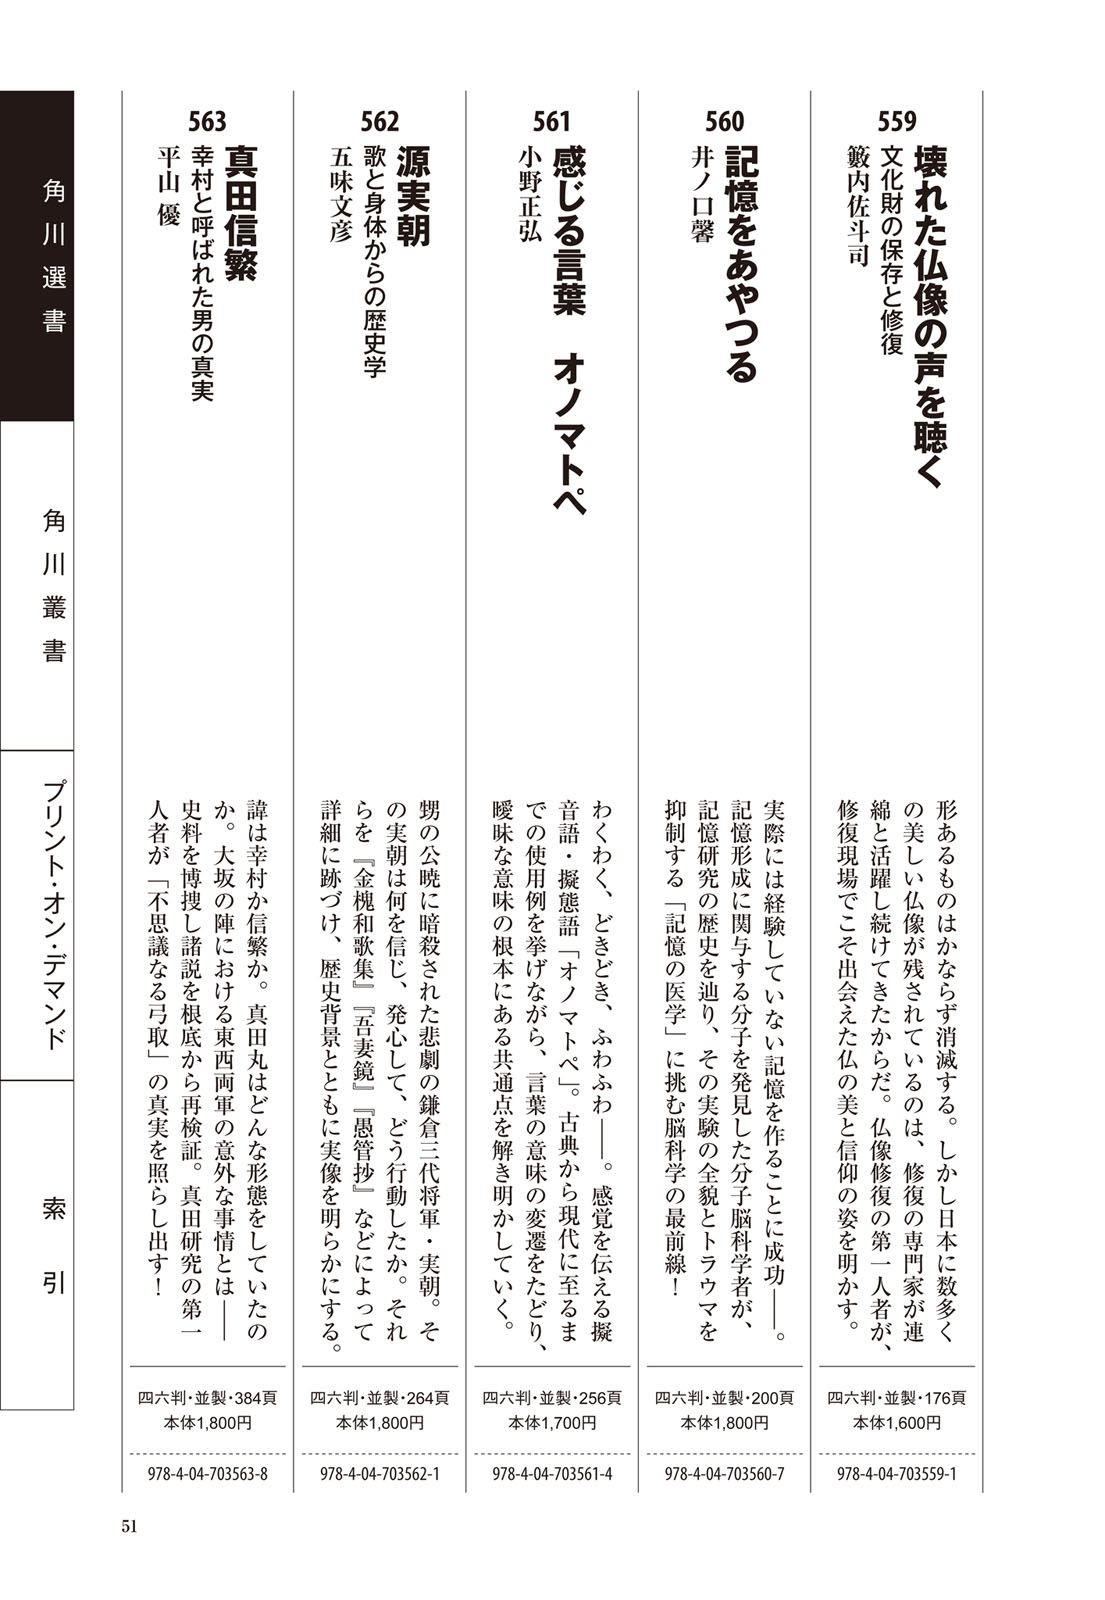 559
壊れた仏像の声を聴く
文化財の保存と修復
籔内佐斗司
形あるものはかならず消滅する。しかし日本に数多く
の美しい仏像が残されているのは、修復の専門家が連
綿と活躍し続けてきたからだ。仏像修復の第一人者が、
修復現場でこそ出会えた仏の美と信仰の姿を明かす。
四六判・並製・176頁
本体1,600円
978-4-04-703559-1
560
記憶をあやつる
井ノ口馨
実際には経験していない記憶を作ることに成功――。
記憶形成に関与する分子を発見した分子脳科学者が、
記憶研究の歴史を辿り、その実験の全貌とトラウマを
抑制する「記憶の医学」に挑む脳科学の最前線！
四六判・並製・200頁
本体1,800円
978-4-04-703560-7
561
感じる言葉　オノマトペ
小野正弘
わくわく、どきどき、ふわふわ――。感覚を伝える擬
音語・擬態語「オノマトペ」。古典から現代に至るま
での使用例を挙げながら、言葉の意味の変遷をたどり、
曖昧な意味の根本にある共通点を解き明かしていく。
四六判・並製・256頁
本体1,700円
978-4-04-703561-4
562
源実朝
歌と身体からの歴史学
五味文彦
甥の公暁に暗殺された悲劇の鎌倉三代将軍・実朝。そ
の実朝は何を信じ、発心して、どう行動したか。それ
らを『金槐和歌集』『吾妻鏡』『愚管抄』などによって
詳細に跡づけ、歴史背景とともに実像を明らかにする。
四六判・並製・264頁
本体1,800円
978-4-04-703562-1
563
真田信繁
幸村と呼ばれた男の真実
平山 優
諱は幸村か信繁か。真田丸はどんな形態をしていたの
か。大坂の陣における東西両軍の意外な事情とは――
史料を博捜し諸説を根底から再検証。真田研究の第一
人者が「不思議なる弓取」の真実を照らし出す！
四六判・並製・384頁
本体1,800円
978-4-04-703563-8
角川選書
角川叢書
プリント・オン・デマンド
索引
51